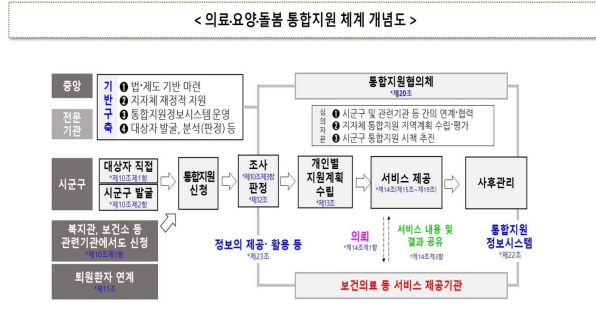 < 의료·요양·돌봄 통합지원 체계 개념도 >
중앙
전문
기관
기
반
구
축
❶ 법·제도 기반 마련
❷ 지자체 재정적 지원
❸ 통합지원정보시스템 운영
❹ 대상자 발굴, 분석(판정) 등
통합지원협의체
*제20조
심
의
자
문
❶ 시군구 및 관련기관 등 간의 연계·협력
❷ 지자체 통합지원 지역계획 수립·평가
❸ 시군구 통합지원 시책 추진
시군구
대상자 직접
*제10조제1항
시군구 발굴
*제10조제2항
통합지원
신청
조사
*제10조제3항
판정
*제12조
개인별
지원계획
수립
*제13조
서비스 제공
*제14조(제15조~제19조)
사후관리
복지관, 보건소 등
관련기관에서도 신청
*제10조제1항
퇴원환자 연계
*제11조
정보의 제공· 활용 등
*제23조
의뢰
*제14조제1항
서비스 내용 및
결과 공유
*제14조제3항
통합지원
정보시스템
*제22조
보건의료 등 서비스 제공기관